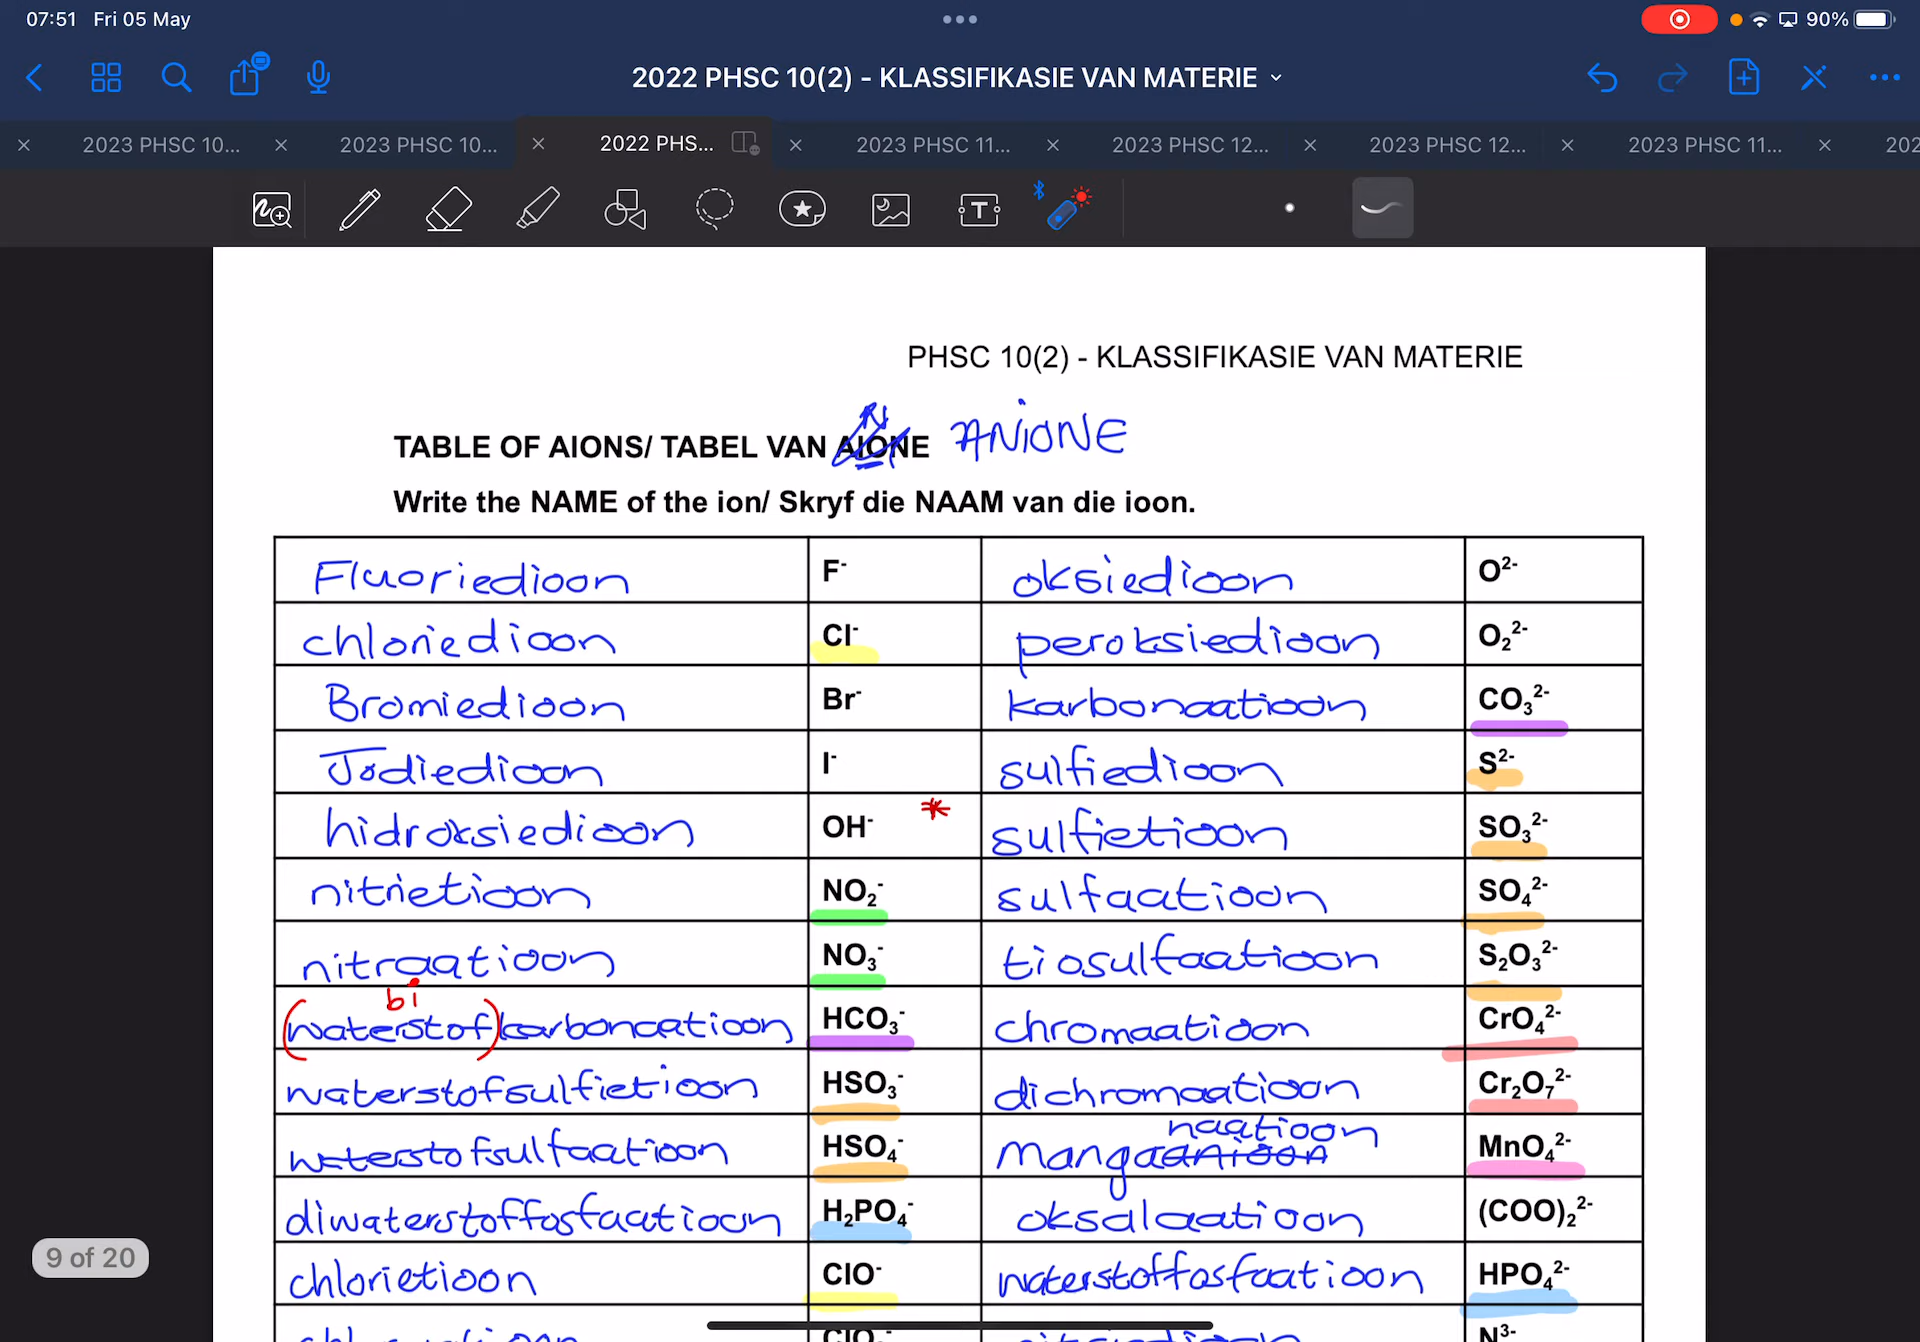 07:51 Fri 05 May 90%
2022 PHSC 10(2) - KLASSIFIKASIE VAN MATERIE
2023 PHSC 10... 2023 PHSC 10... 2022 PHS... 2023 PHSC 11... 2023 PHSC 12... 2023 PHSC 12... 2023 PHSC 11... 202
PHSC 10(2) - KLASSIFIKASIE VAN MATERIE
TABLE OF AIONS/ TABEL VAN AIONE ANIONE
Write the NAME of the ion/ Skryf die NAAM van die ioon.
Fluoriedioon F⁻ oksiedioon O²⁻
chloriedioon Cl⁻ peroksiedioon O₂²⁻
Bromiedioon Br⁻ karbonaatioon CO₃²⁻
Jodiedioon I⁻ sulfiedioon S²⁻
hidroksiedioon OH⁻ * sulfietioon SO₃²⁻
nitrietioon NO₂⁻ sulfaatioon SO₄²⁻
nitraatioon NO₃⁻ tiosulfaatioon S₂O₃²⁻
bi
(waterstof)karbonaatioon HCO₃⁻ chromaatioon CrO₄²⁻
waterstofsulfietioon HSO₃⁻ dichromaatioon Cr₂O₇²⁻
naatioon
waterstofsulfaatioon HSO₄⁻ manga MnO₄²⁻
diwaterstoffosfaatioon H₂PO₄⁻ oksalaatioon (COO)₂²⁻
chlorietioon ClO⁻ waterstoffosfaatioon HPO₄²⁻
N³⁻
9 of 20